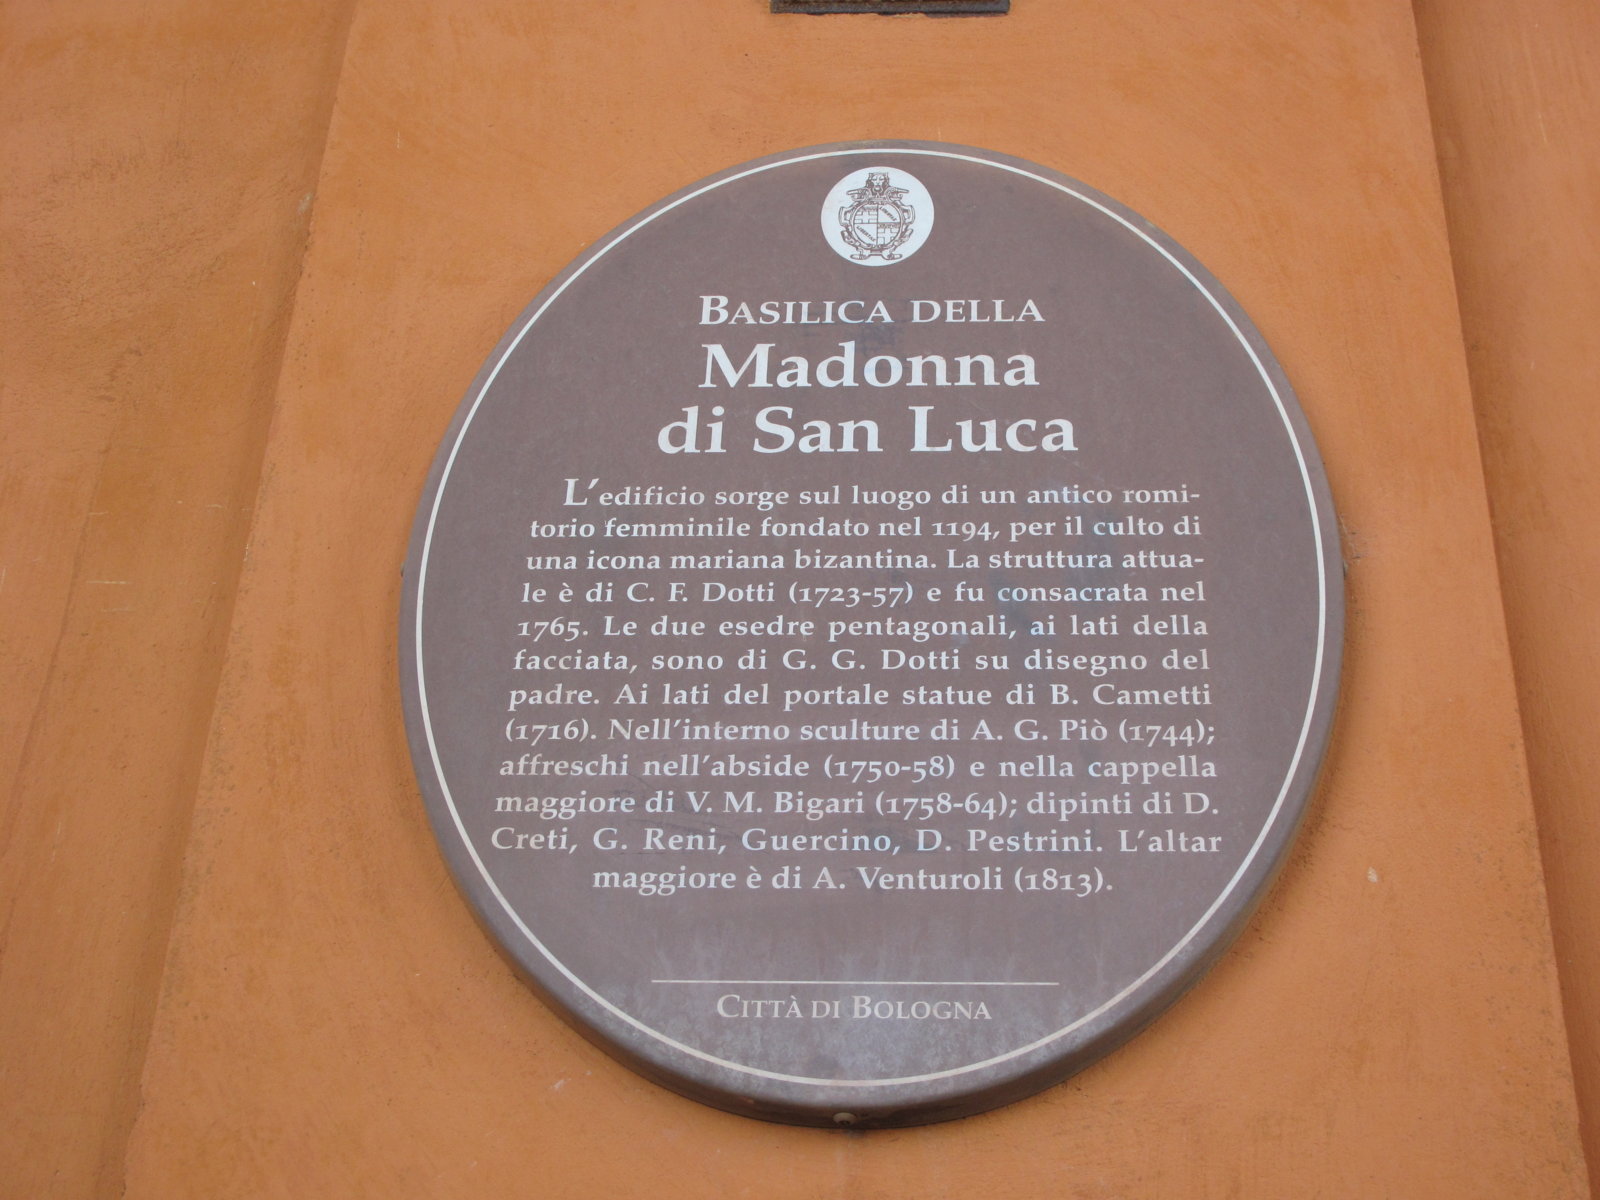 BASILICA DELLA
Madonna
di San Luca
L'edificio sorge sul luogo di un antico romi-
torio femminile fondato nel 1194, per il culto di
una icona mariana bizantina. La struttura attua-
le è di C. F. Dotti (1723-57) e fu consacrata nel
1765. Le due esedre pentagonali, ai lati della
facciata, sono di G. G. Dotti su disegno del
padre. Ai lati del portale statue di B. Cametti
(1716). Nell'interno sculture di A. G. Piò (1744);
affreschi nell'abside (1750-58) e nella cappella
maggiore di V. M. Bigari (1758-64); dipinti di D.
Creti, G. Reni, Guercino, D. Pestrini. L'altar
maggiore è di A. Venturoli (1813).
CITTÀ DI BOLOGNA